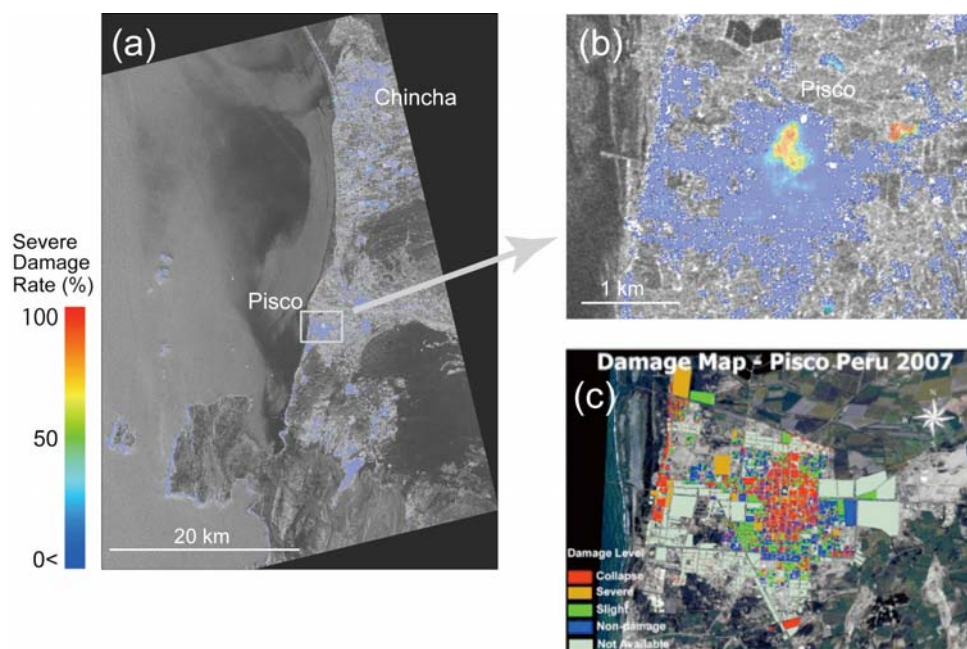 (a)
Chincha
Pisco
20 km
Severe
Damage
Rate (%)
100
50
0<
(b)
Pisco
1 km
Damage Map - Pisco Peru 2007
(c)
N
Damage Level
Collapse
Severe
Slight
Non-damage
Not Available